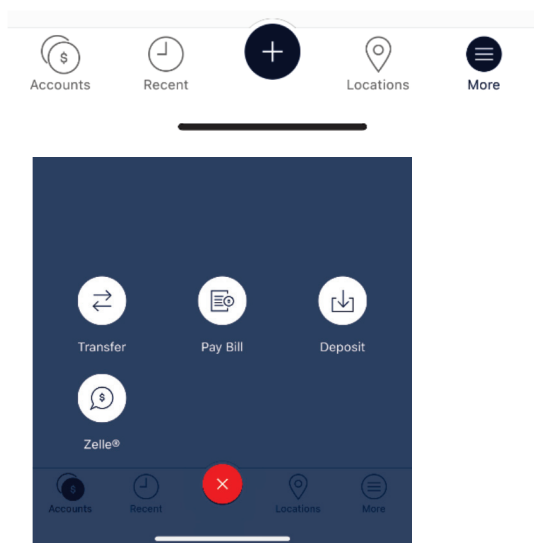 Accounts Recent Locations More
Transfer Pay Bill Deposit
Zelle®
Accounts Recent Locations More